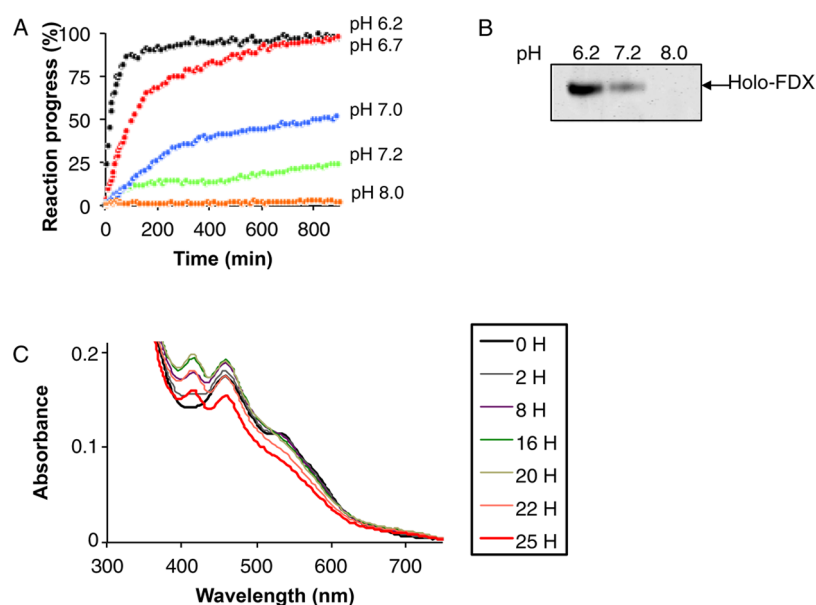 A
Reaction progress (%)
100
75
50
25
0
0 200 400 600 800
Time (min)
pH 6.2
pH 6.7
pH 7.0
pH 7.2
pH 8.0
B
pH 6.2 7.2 8.0
Holo-FDX
C
Absorbance
0.2
0.1
0
300 400 500 600 700
Wavelength (nm)
0 H
2 H
8 H
16 H
20 H
22 H
25 H